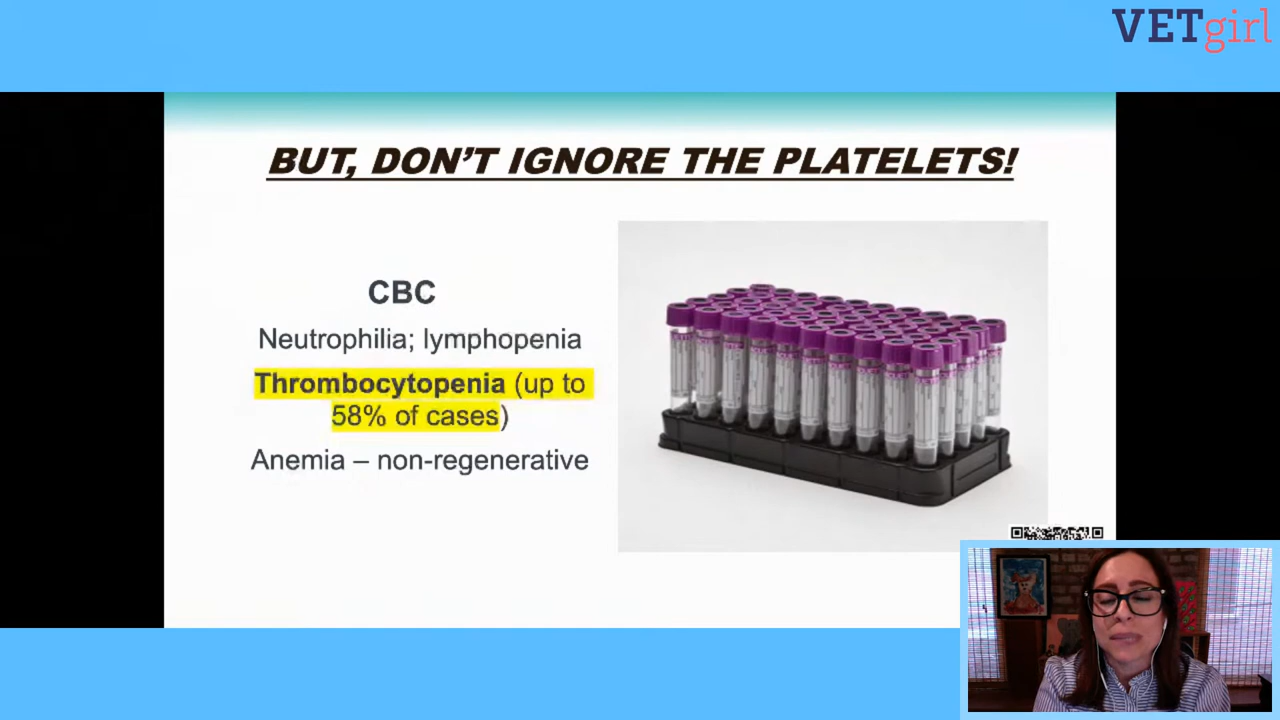 VETgirl
BUT, DON'T IGNORE THE PLATELETS!
CBC
Neutrophilia; lymphopenia
Thrombocytopenia (up to
58% of cases)
Anemia – non-regenerative